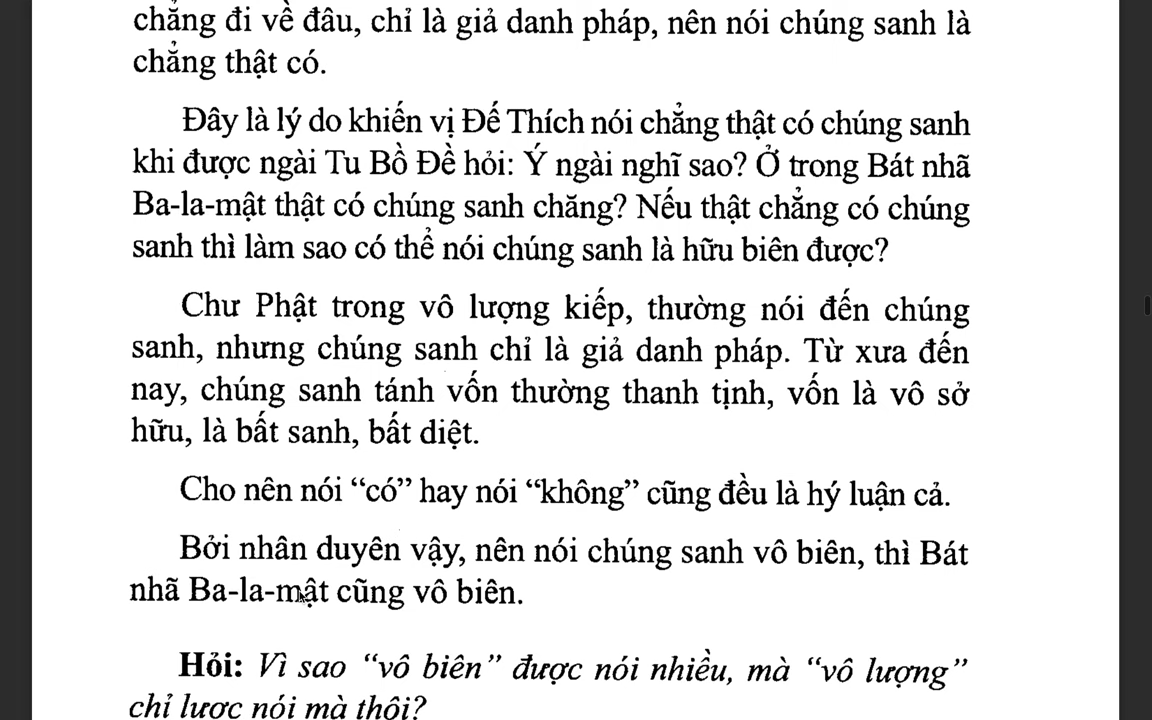 chẳng đi về đâu, chỉ là giả danh pháp, nên nói chúng sanh là
chẳng thật có.
Đây là lý do khiến vị Đế Thích nói chẳng thật có chúng sanh
khi được ngài Tu Bồ Đề hỏi: Ý ngài nghĩ sao? Ở trong Bát nhã
Ba-la-mật thật có chúng sanh chăng? Nếu thật chẳng có chúng
sanh thì làm sao có thể nói chúng sanh là hữu biên được?
Chư Phật trong vô lượng kiếp, thường nói đến chúng
sanh, nhưng chúng sanh chỉ là giả danh pháp. Từ xưa đến
nay, chúng sanh tánh vốn thường thanh tịnh, vốn là vô sở
hữu, là bất sanh, bất diệt.
Cho nên nói “có” hay nói “không” cũng đều là hý luận cả.
Bởi nhân duyên vậy, nên nói chúng sanh vô biên, thì Bát
nhã Ba-la-mật cũng vô biên.
Hỏi: Vì sao “vô biên” được nói nhiều, mà “vô lượng”
chỉ lược nói mà thôi?